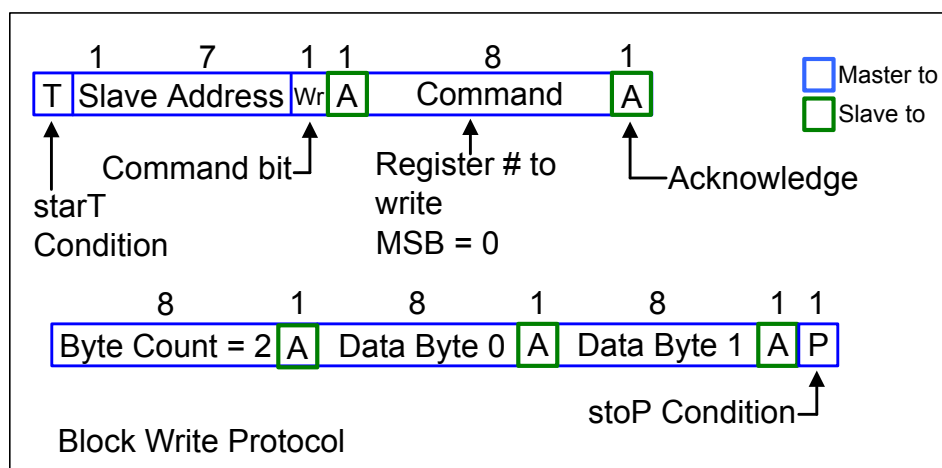 1 7 1 1 8 1
T Slave Address Wr A Command A
Master to
Slave to
Command bit
Register # to
write
MSB = 0
Acknowledge
starT
Condition
8 1 8 1 8 1 1
Byte Count = 2 A Data Byte 0 A Data Byte 1 A P
stoP Condition
Block Write Protocol